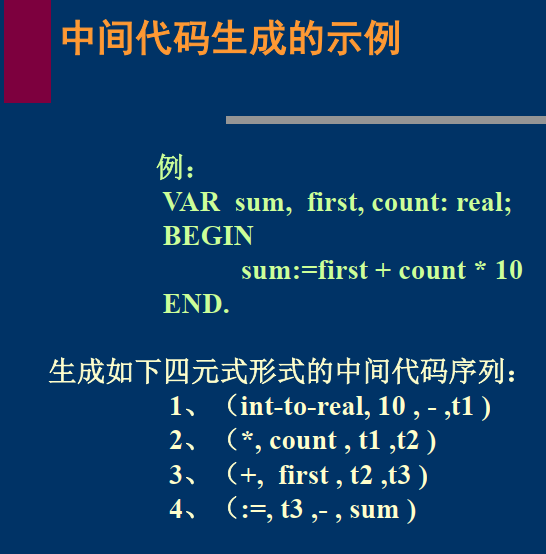 中间代码生成的示例
例：
VAR sum, first, count: real;
BEGIN
sum:=first + count * 10
END.
生成如下四元式形式的中间代码序列：
1、（int-to-real, 10 , - ,t1 )
2、（*, count , t1 ,t2 )
3、（+, first , t2 ,t3 )
4、（:=, t3 ,- , sum )